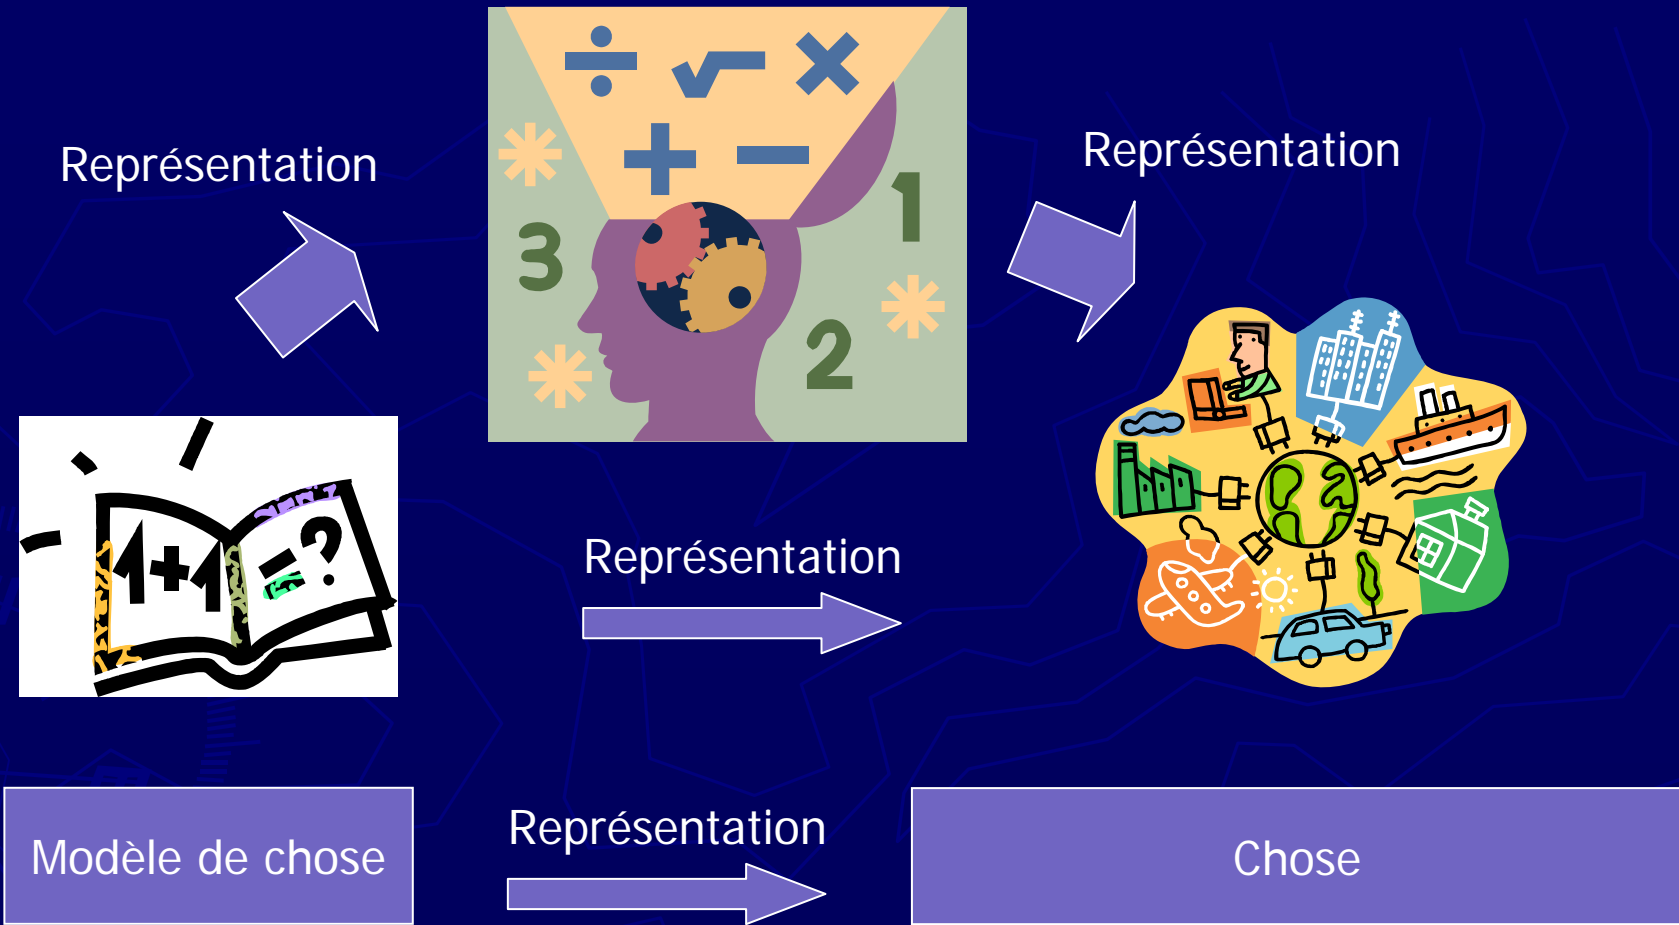 ÷ √ ×
+ −
Représentation
Représentation
3
1
2
1+1 =?
Représentation
Représentation
Modèle de chose
Chose